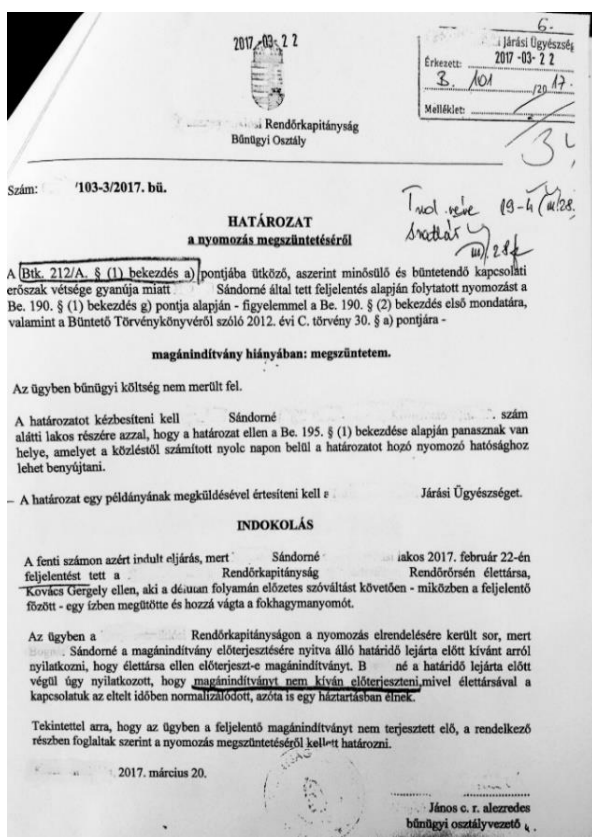 6.
2017 -03- 2 2
Járási Ügyészség
Érkezett: 2017 -03- 2 2
B. 101 /20 17.
Melléklet:
Rendőrkapitányság
Bűnügyi Osztály
Szám: 103-3/2017. bü.
HATÁROZAT
a nyomozás megszüntetéséről
A Btk. 212/A. § (1) bekezdés a) pontjába ütköző, aszerint minősülő és büntetendő kapcsolati
erőszak vétsége gyanúja miatt Sándorné által tett feljelentés alapján folytatott nyomozást a
Be. 190. § (1) bekezdés g) pontja alapján - figyelemmel a Be. 190. § (2) bekezdés első mondatára,
valamint a Büntető Törvénykönyvéről szóló 2012. évi C. törvény 30. § a) pontjára -
magánindítvány hiányában: megszüntetem.
Az ügyben bűnügyi költség nem merült fel.
A határozatot kézbesíteni kell Sándorné szám
alátti lakos részére azzal, hogy a határozat ellen a Be. 195. § (1) bekezdése alapján panasznak van
helye, amelyet a közléstől számított nyolc napon belül a határozatot hozó nyomozó hatósághoz
lehet benyújtani.
A határozat egy példányának megküldésével értesíteni kell a Járási Ügyészséget.
INDOKOLÁS
A fenti számon azért indult eljárás, mert Sándorné lakos 2017. február 22-én
feljelentést tett a Rendőrkapitányság Rendőrőrsén élettársa,
Kovács Gergely ellen, aki a délután folyamán előzetes szóváltást követően - miközben a feljelentő
főzött - egy ízben megütötte és hozzá vágta a fokhagymanyomót.
Az ügyben a Rendőrkapitányságon a nyomozás elrendelésére került sor, mert
Sándorné a magánindítvány előterjesztésére nyitva álló határidő lejárta előtt kívánt arról
nyilatkozni, hogy élettársa ellen előterjeszt-e magánindítványt. B né a határidő lejárta előtt
végül úgy nyilatkozott, hogy magánindítványt nem kíván előterjeszteni, mivel élettársával a
kapcsolatuk az eltelt időben normalizálódott, azóta is egy háztartásban élnek.
Tekintettel arra, hogy az ügyben a feljelentő magánindítványt nem terjesztett elő, a rendelkező
részben foglaltak szerint a nyomozás megszüntetéséről kellett határozni.
2017. március 20.
János c. r. alezredes
bűnügyi osztályvezető